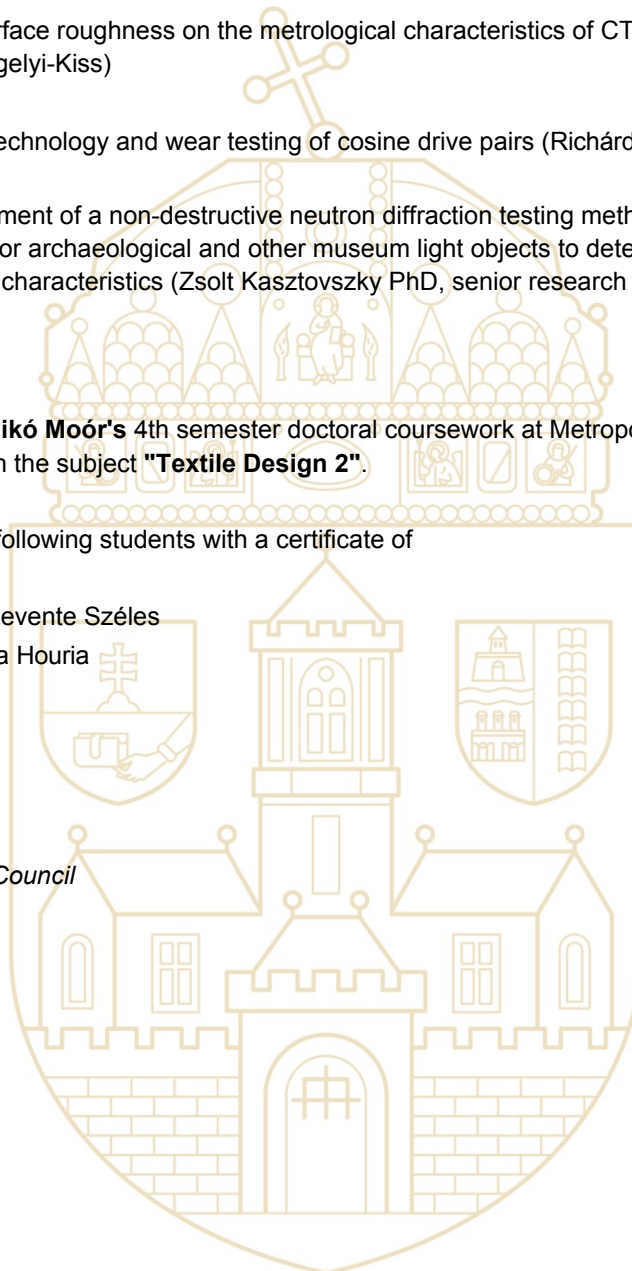 rface roughness on the metrological characteristics of CT
gelyi-Kiss)
echnology and wear testing of cosine drive pairs (Richárd
ment of a non-destructive neutron diffraction testing meth
or archaeological and other museum light objects to dete
characteristics (Zsolt Kasztovszky PhD, senior research
ikó Moór's 4th semester doctoral coursework at Metropo
n the subject "Textile Design 2".
following students with a certificate of
evente Széles
a Houria
Council